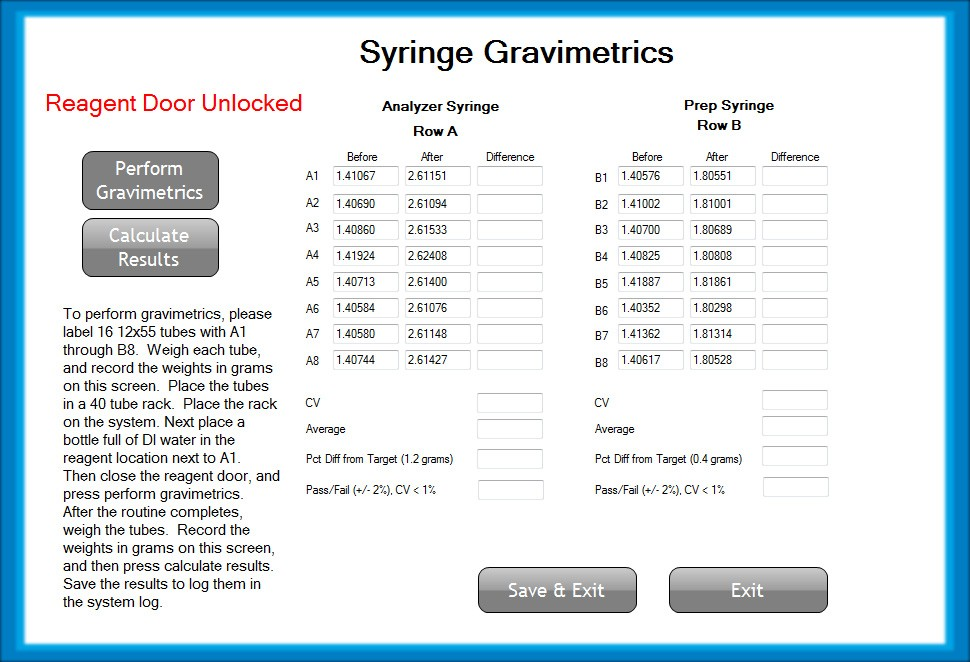 Syringe Gravimetrics
Reagent Door Unlocked
Perform
Gravimetrics
Calculate
Results
To perform gravimetrics, please
label 16 12x55 tubes with A1
through B8. Weigh each tube,
and record the weights in grams
on this screen. Place the tubes
in a 40 tube rack. Place the rack
on the system. Next place a
bottle full of DI water in the
reagent location next to A1.
Then close the reagent door, and
press perform gravimetrics.
After the routine completes,
weigh the tubes. Record the
weights in grams on this screen,
and then press calculate results.
Save the results to log them in
the system log.
Analyzer Syringe
Row A
Before After Difference
A1 1.41067 2.61151
A2 1.40690 2.61094
A3 1.40860 2.61533
A4 1.41924 2.62408
A5 1.40713 2.61400
A6 1.40584 2.61076
A7 1.40580 2.61148
A8 1.40744 2.61427
CV
Average
Pct Diff from Target (1.2 grams)
Pass/Fail (+/- 2%), CV < 1%
Prep Syringe
Row B
Before After Difference
B1 1.40576 1.80551
B2 1.41002 1.81001
B3 1.40700 1.80689
B4 1.40825 1.80808
B5 1.41887 1.81861
B6 1.40352 1.80298
B7 1.41362 1.81314
B8 1.40617 1.80528
CV
Average
Pct Diff from Target (0.4 grams)
Pass/Fail (+/- 2%), CV < 1%
Save & Exit
Exit